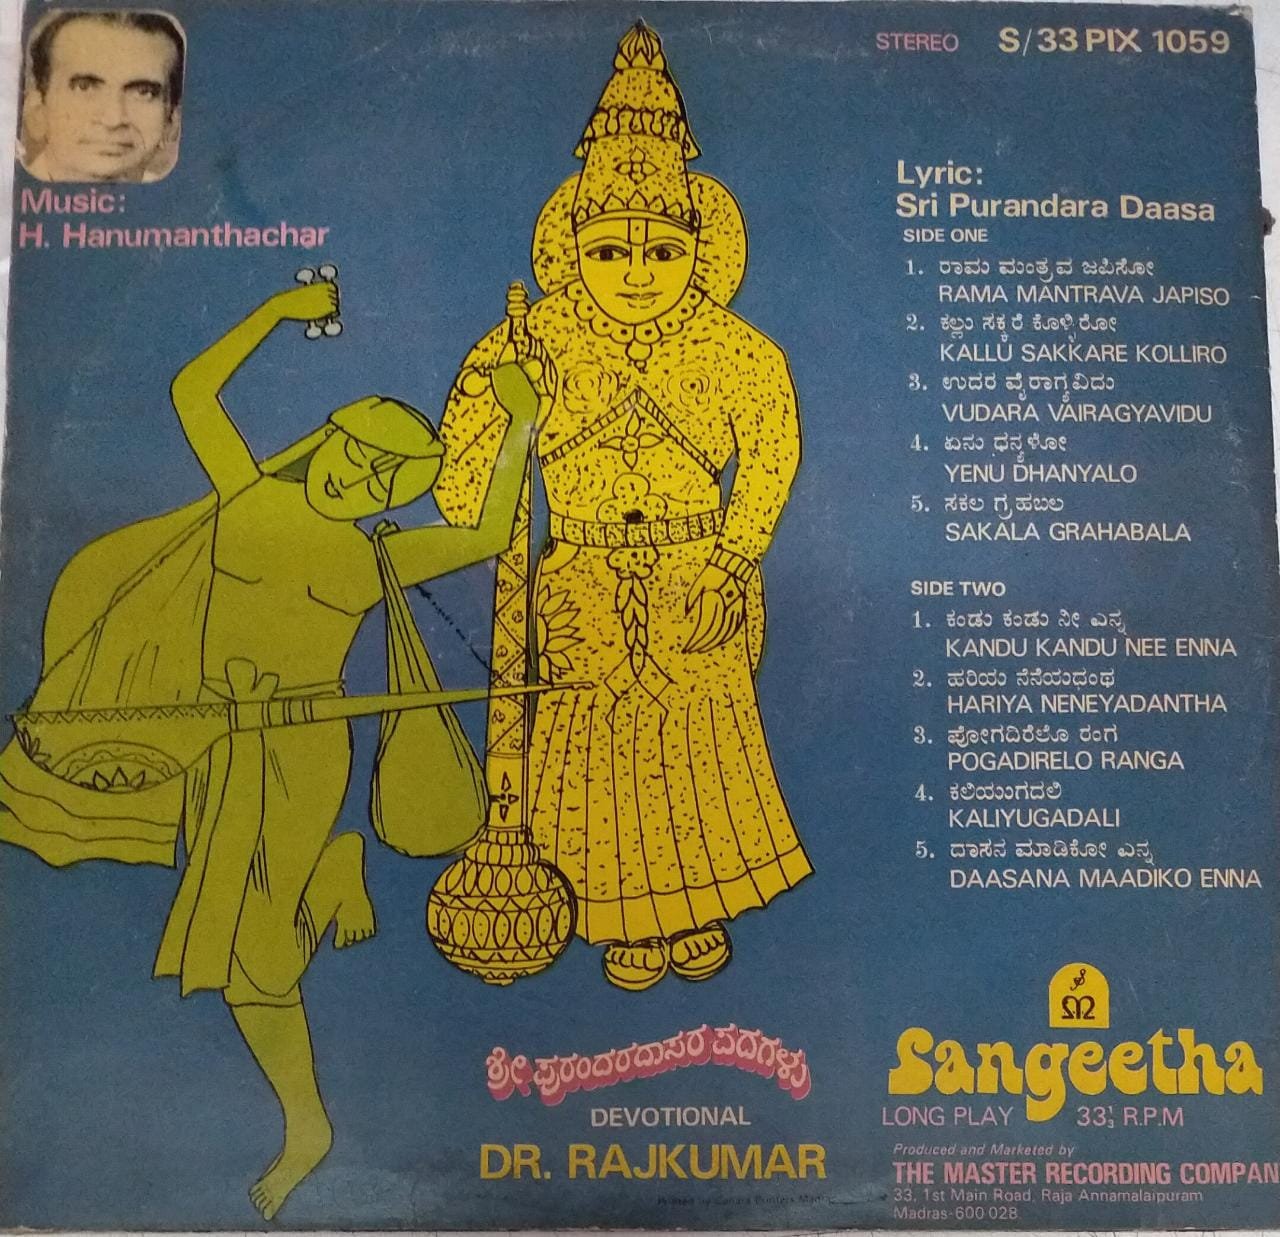 STEREO S/33 PIX 1059
Music:
H. Hanumanthachar
Lyric:
Sri Purandara Daasa
SIDE ONE
1. ರಾಮ ಮಂತ್ರವ ಜಪಿಸೋ
RAMA MANTRAVA JAPISO
2. ಕಲ್ಲು ಸಕ್ಕರೆ ಕೊಳ್ಳಿರೋ
KALLU SAKKARE KOLLIRO
3. ಉದರ ವೈರಾಗ್ಯವಿದು
VUDARA VAIRAGYAVIDU
4. ಏನು ಧನ್ಯಳೋ
YENU DHANYALO
5. ಸಕಲ ಗ್ರಹಬಲ
SAKALA GRAHABALA
SIDE TWO
1. ಕಂಡು ಕಂಡು ನೀ ಎನ್ನ
KANDU KANDU NEE ENNA
2. ಹರಿಯ ನೆನೆಯದಂಥ
HARIYA NENEYADANTHA
3. ಪೋಗದಿರೆಲೊ ರಂಗ
POGADIRELO RANGA
4. ಕಲಿಯುಗದಲಿ
KALIYUGADALI
5. ದಾಸನ ಮಾಡಿಕೋ ಎನ್ನ
DAASANA MAADIKO ENNA
ಶ್ರೀ ಪುರಂದರದಾಸರ ಪದಗಳು
DEVOTIONAL
DR. RAJKUMAR
Sangeetha
LONG PLAY 33⅓ R.P.M
Produced and Marketed by
THE MASTER RECORDING COMPAN
33, 1st Main Road, Raja Annamalaipuram
Madras-600 028